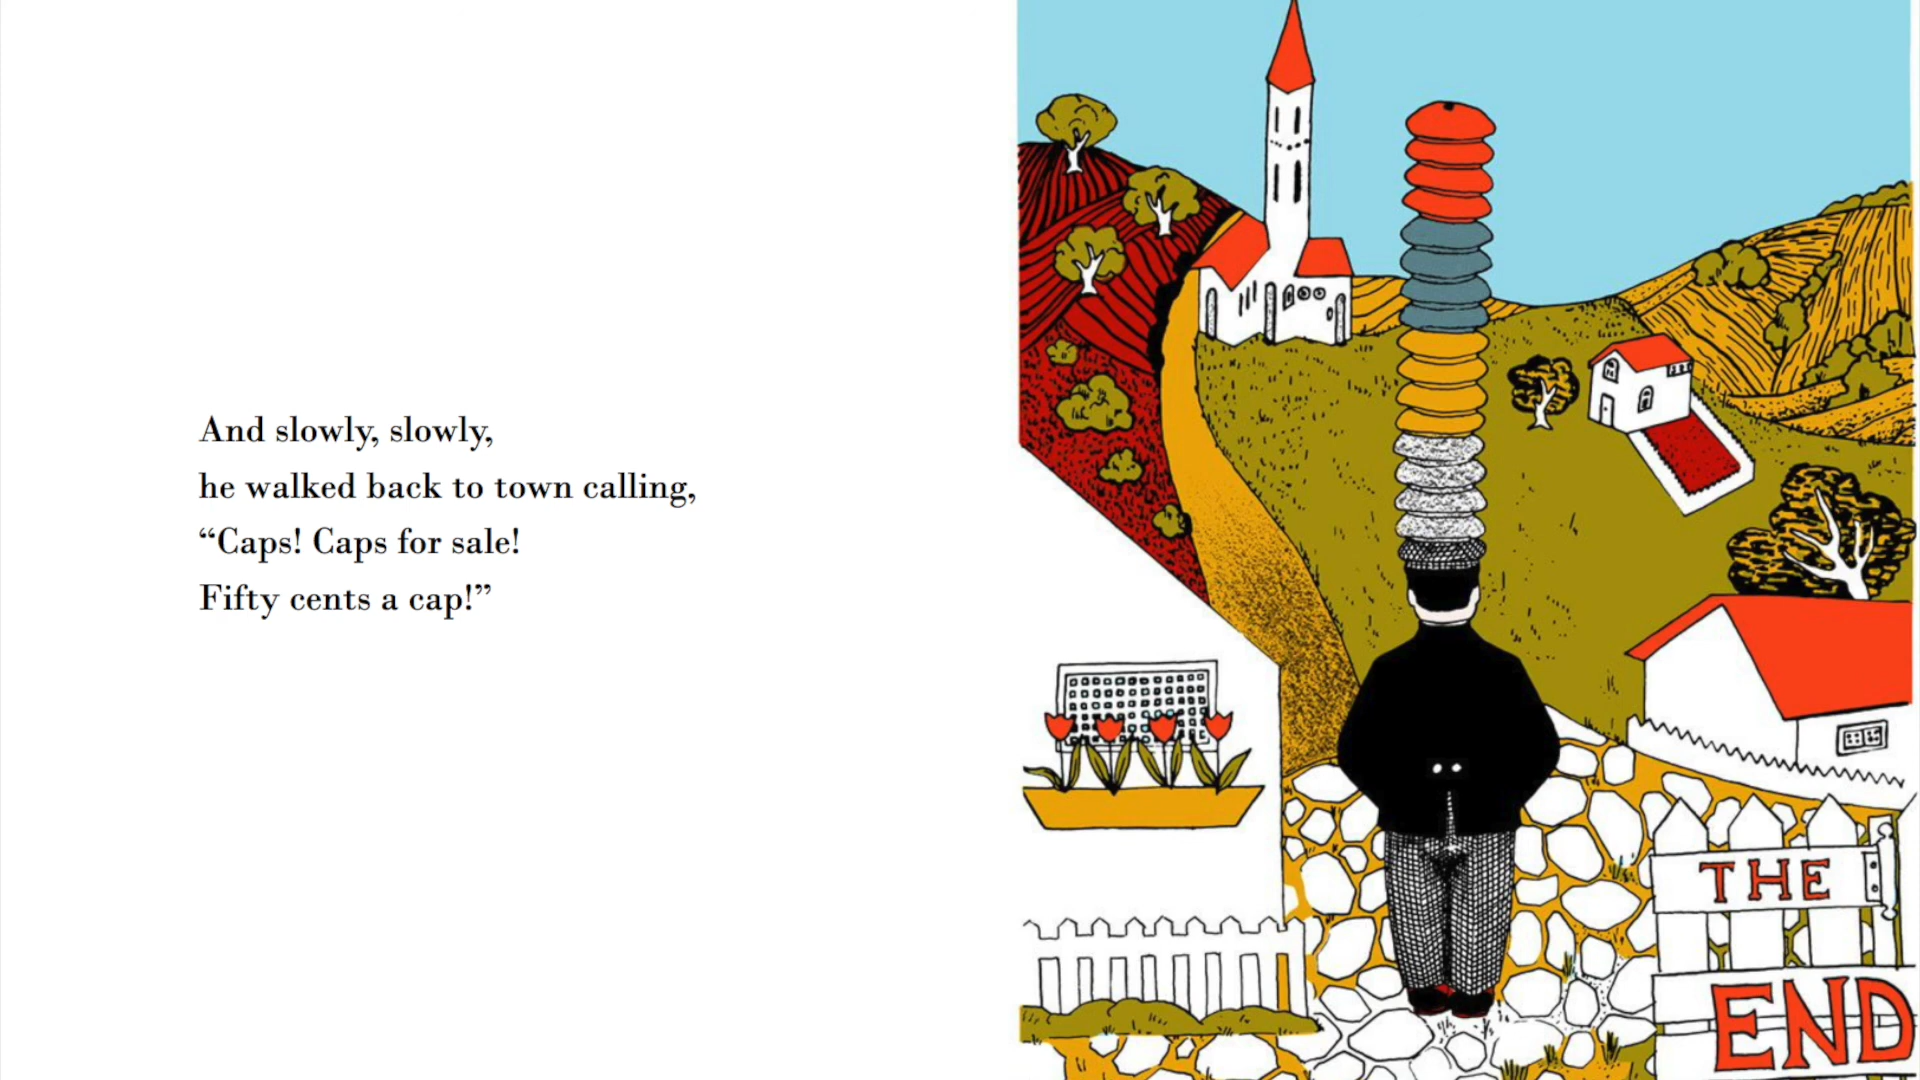 And slowly, slowly,
he walked back to town calling,
“Caps! Caps for sale!
Fifty cents a cap!”
THE
END